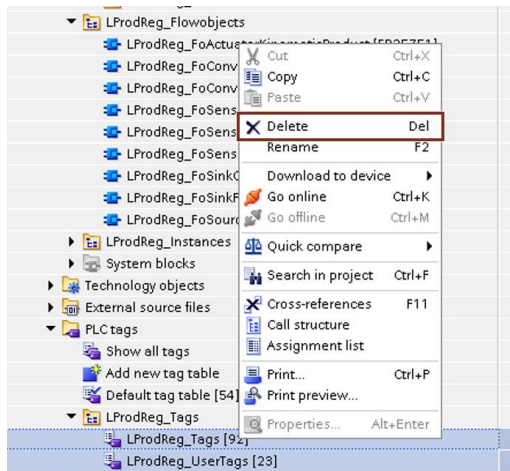 LProdReg_Flowobjects
LProdReg_FoActuatorKinematicProduct [FB2575]
LProdReg_FoConv
LProdReg_FoConv
LProdReg_FoSens
LProdReg_FoSens
LProdReg_FoSens
LProdReg_FoSink
LProdReg_FoSink
LProdReg_FoSour
LProdReg_Instances
System blocks
Technology objects
External source files
PLC tags
Show all tags
Add new tag table
Default tag table [54]
LProdReg_Tags
LProdReg_Tags [92]
LProdReg_UserTags [23]
Cut Ctrl+X
Copy Ctrl+C
Paste Ctrl+V
Delete Del
Rename F2
Download to device
Go online Ctrl+K
Go offline Ctrl+M
Quick compare
Search in project Ctrl+F
Cross-references F11
Call structure
Assignment list
Print... Ctrl+P
Print preview...
Properties... Alt+Enter